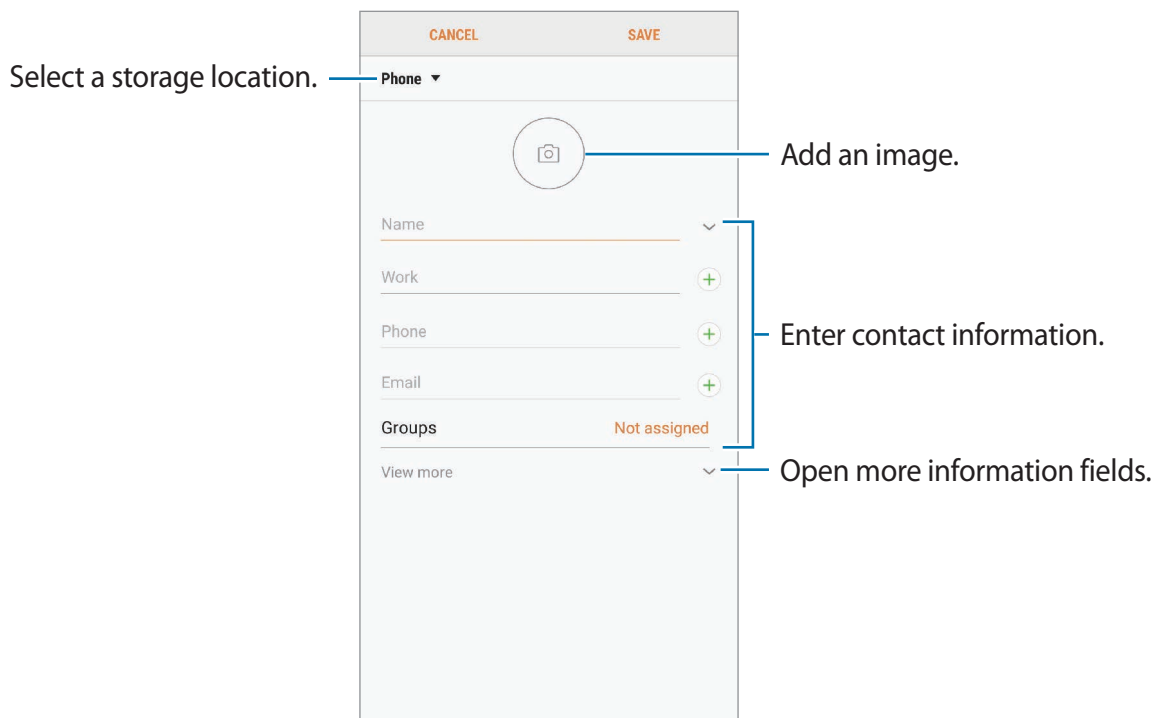 CANCEL SAVE
Select a storage location. Phone
Add an image.
Name
Work
Phone
Enter contact information.
Email
Groups Not assigned
View more Open more information fields.